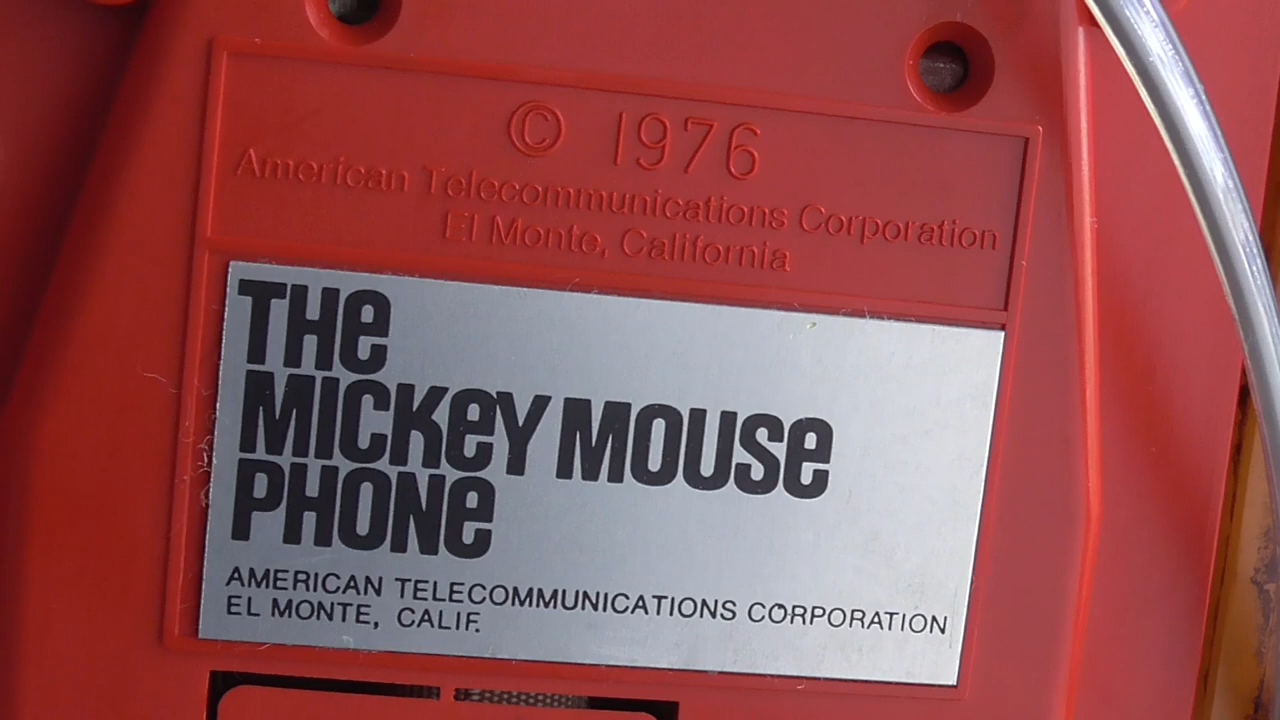 © 1976
American Telecommunications Corporation
El Monte, California
THe
MICKeY MOUSe
PHONe
AMERICAN TELECOMMUNICATIONS CORPORATION
EL MONTE, CALIF.